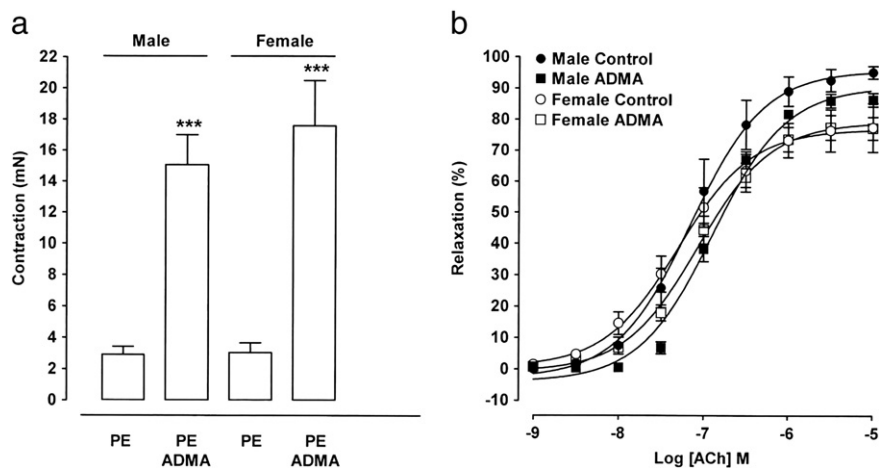 a
Male Female
22
20
18
16
14
12
10
8
6
4
2
0
Contraction (mN)
*** ***
PE PE PE PE
ADMA ADMA
b
100
90
80
70
60
50
40
30
20
10
0
-10
Relaxation (%)
Male Control
Male ADMA
Female Control
Female ADMA
-9 -8 -7 -6 -5
Log [ACh] M